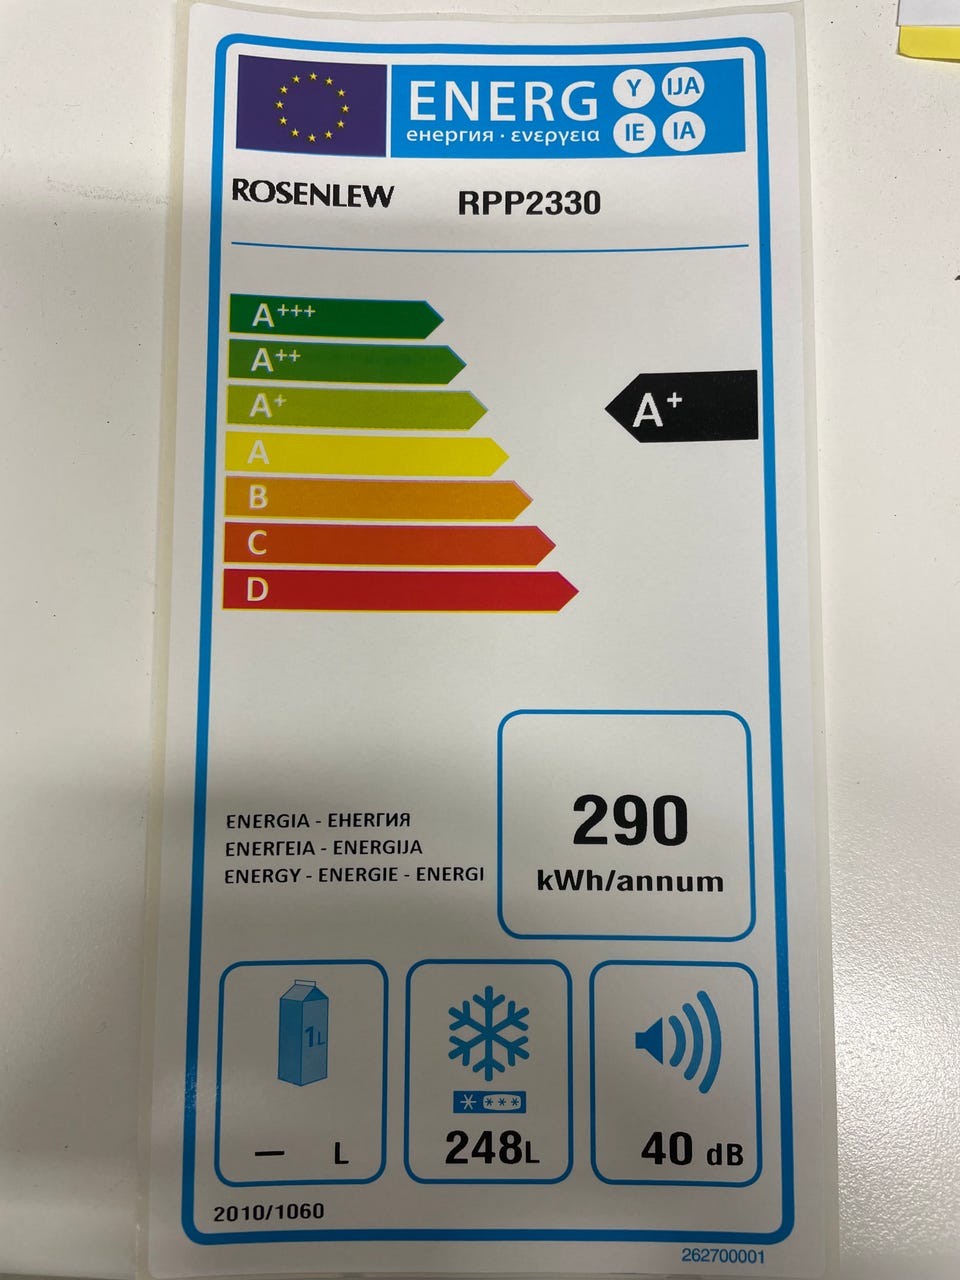 ENERG Y IJA
енергия · ενεργεια IE IA
ROSENLEW RPP2330
A+++
A++
A+
A+
A
B
C
D
290
kWh/annum
ENERGIA - ЕНЕРГИЯ
ΕΝΕΡΓΕΙΑ - ENERGIJA
ENERGY - ENERGIE - ENERGI
1L
— L
248L
40 dB
2010/1060
262700001